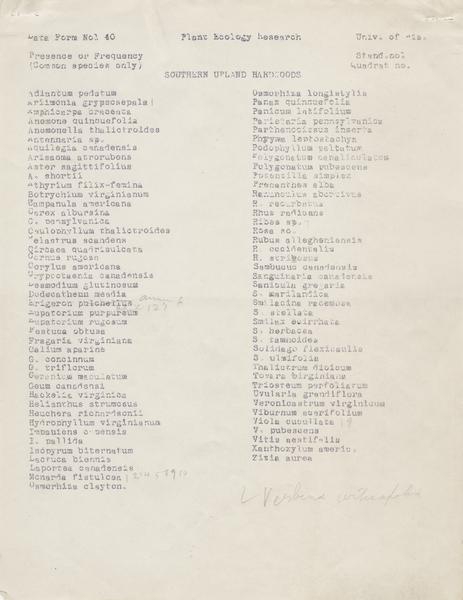 Data Form No. 4G Plant Ecology Research Univ. of Wis.
Presence or Frequency Stand.no.
(Common species only) Quadrat no.
SOUTHERN UPLAND HARDWOODS
Adiantum pedatum
Agrimonia gryposepala
Amphicarpa bracteata
Anemone quinquefolia
Anemonella thalictroides
Antennaria sp.
Aquilegia canadensis
Arisaema atrorubens
Aster sagittifolius
A. shortii
Athyrium filix-femina
Botrychium virginianum
Campanula americana
Carex albursina
C. pensylvanica
Caulophyllum thalictroides
Celastrus scandens
Circaea quadrisulcata
Cornus rugosa
Corylus americana
Cryptotaenia canadensis
Desmodium glutinosum
Dodecatheon meadia
Erigeron pulchellus
Eupatorium purpureum
Eupatorium rugosum
Festuca obtusa
Fragaria virginiana
Galium aparine
G. concinnum
G. triflorum
Geranium maculatum
Geum canadense
Hackelia virginica
Helianthus strumosus
Heuchera richardsonii
Hydrophyllum virginianum
Impatiens capensis
I. pallida
Isopyrum biternatum
Lactuca biennis
Laportea canadensis
Monarda fistulosa
Osmorhiza clayton.
Osmorhiza longistylis
Panax quinquefolia
Panicum latifolium
Parietaria pennsylvanica
Parthenocissus inserta
Phryma leptostachya
Podophyllum peltatum
Polygonatum canaliculatum
Polygonatum pubescens
Potentilla simplex
Prenanthes alba
Ranunculus abortivus
R. recurvatus
Rhus radicans
Ribes sp.
Rosa sp.
Rubus alleghaniensis
R. occidentalis
R. strigosus
Sambucus canadensis
Sanguinaria canadensis
Sanicula gregaria
S. marilandica
Smilacina racemosa
S. stellata
Smilax ecirrhata
S. herbacea
S. tamnoides
Solidago flexicaulis
S. ulmifolia
Thalictrum dioicum
Tovara virginiana
Triosteum perfoliatum
Uvularia grandiflora
Veronicastrum virginicum
Viburnum acerifolium
Viola cucullata
V. pubescens
Vitis aestifolia
Xanthoxylum americ.
Zizia aurea
Verbena urticifolia